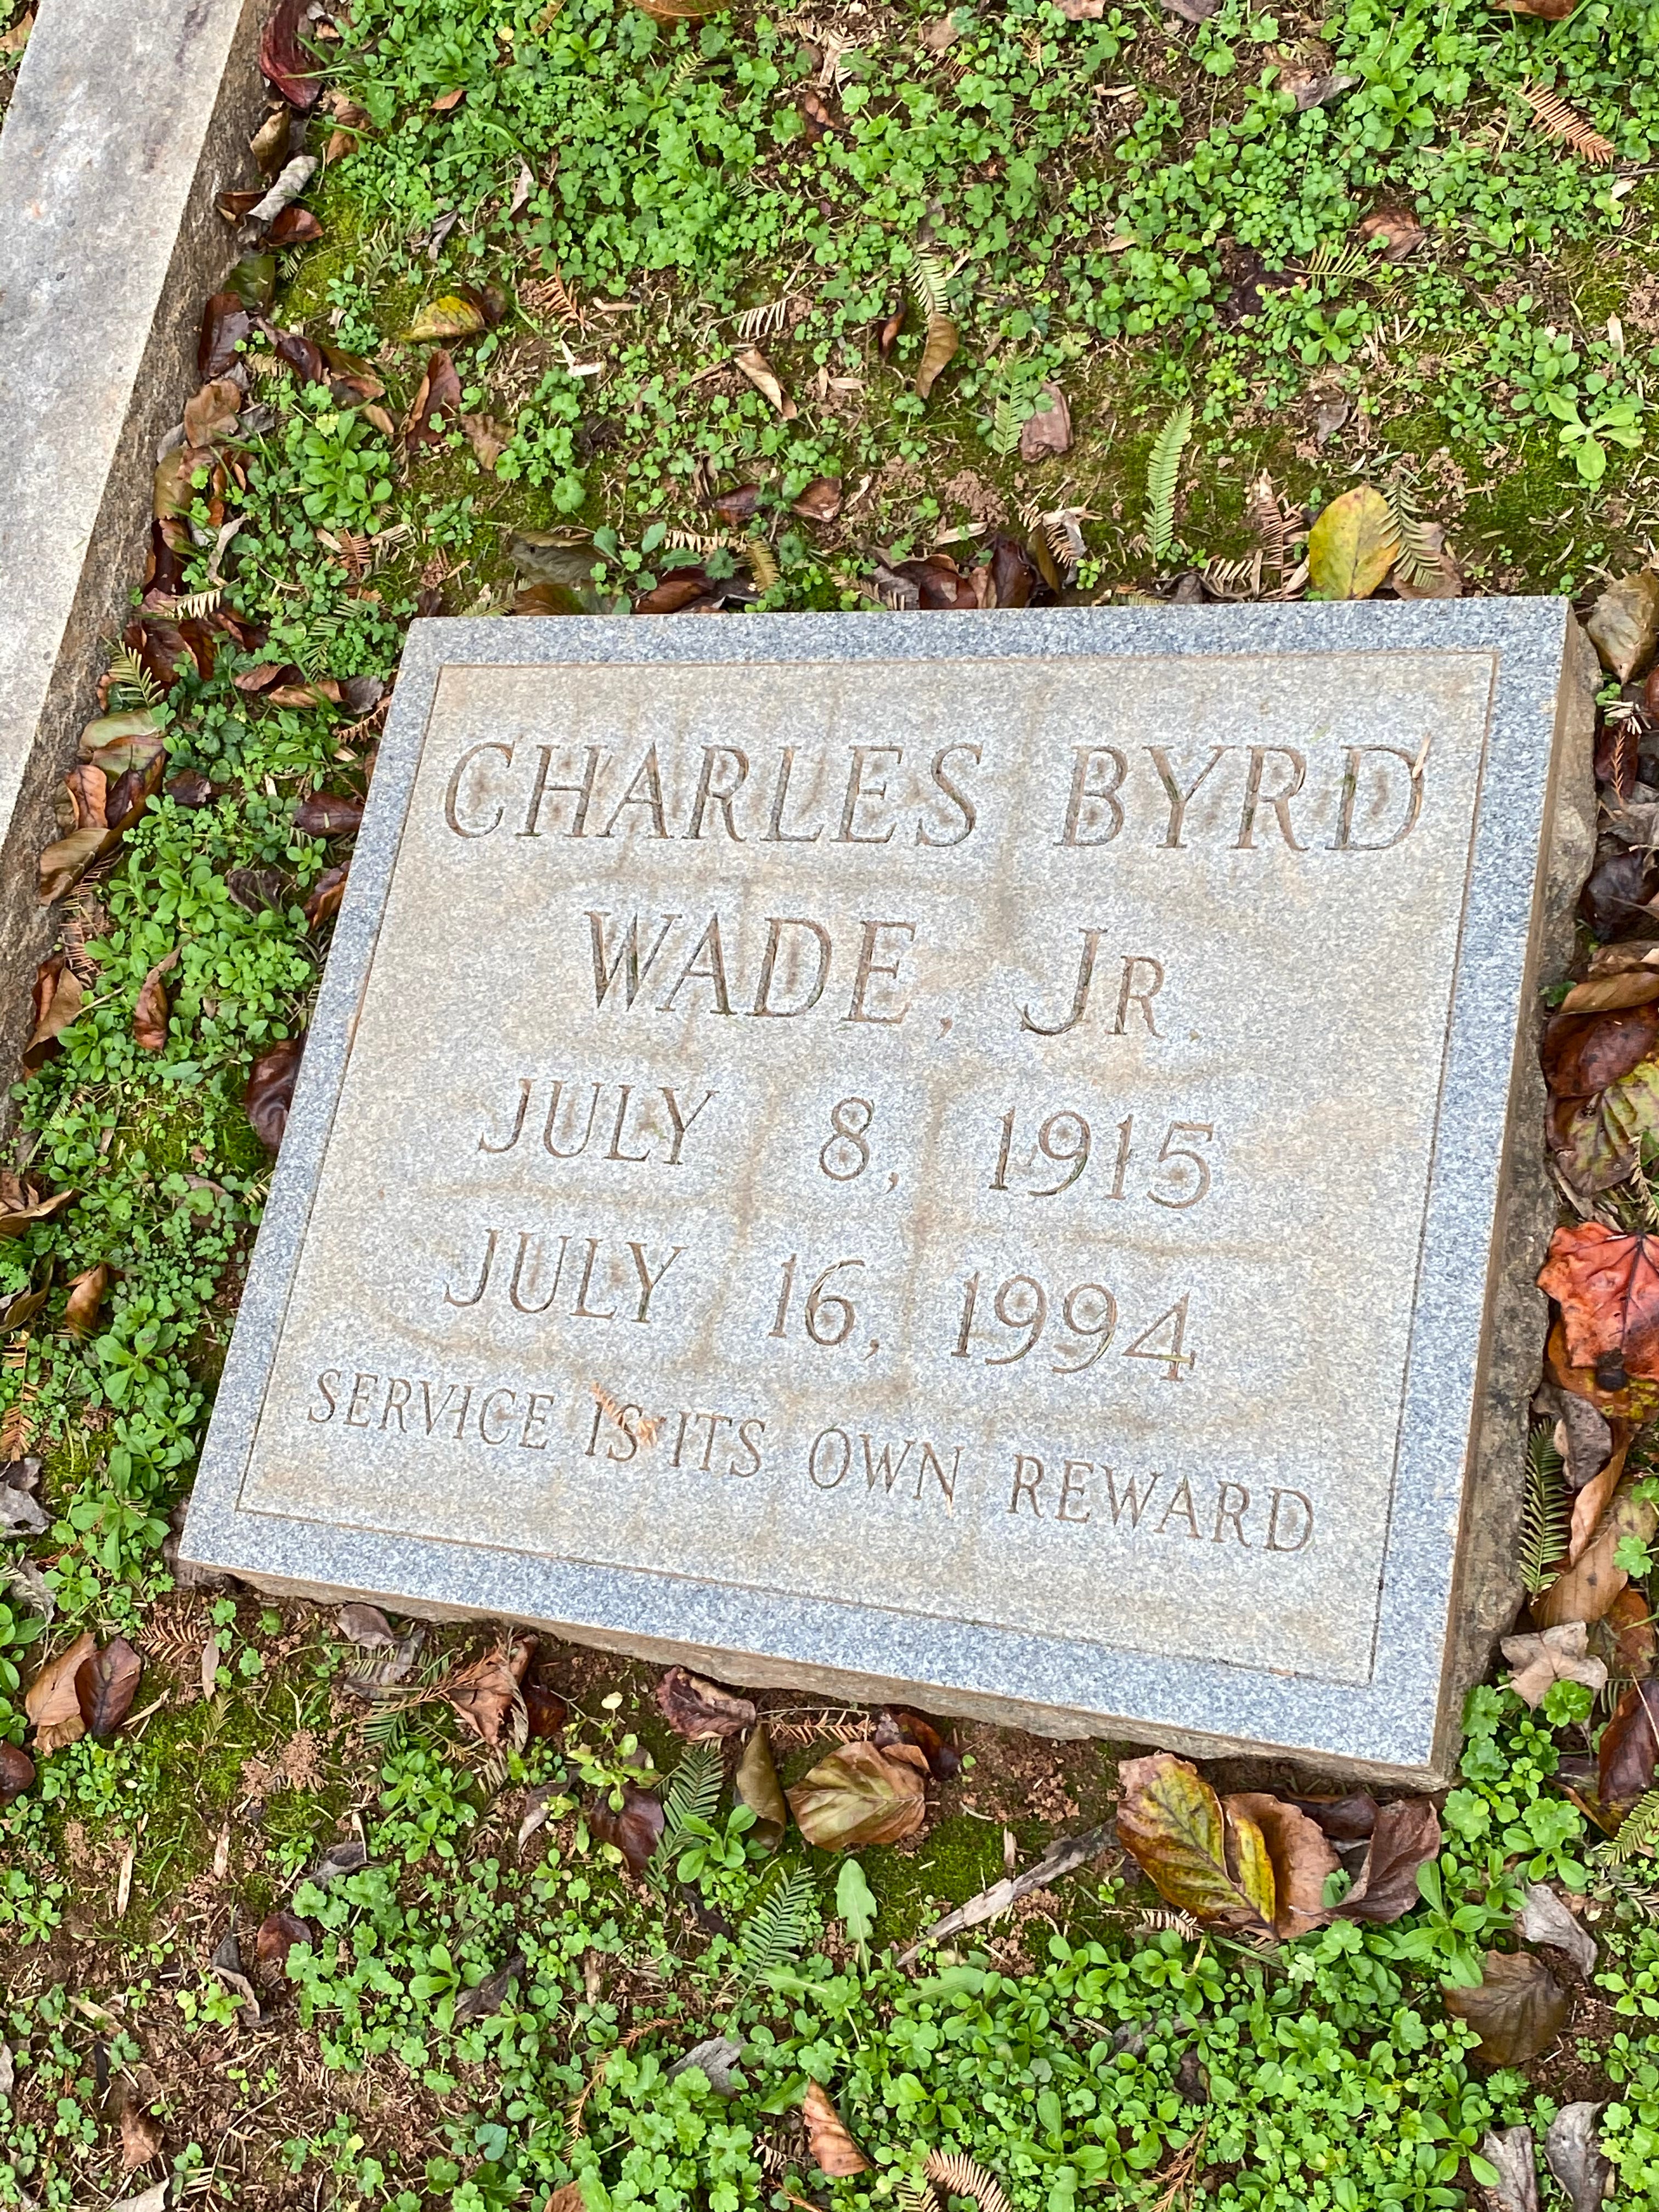 CHARLES BYRD
WADE, JR.
JULY 8, 1915
JULY 16, 1994
SERVICE IS ITS OWN REWARD